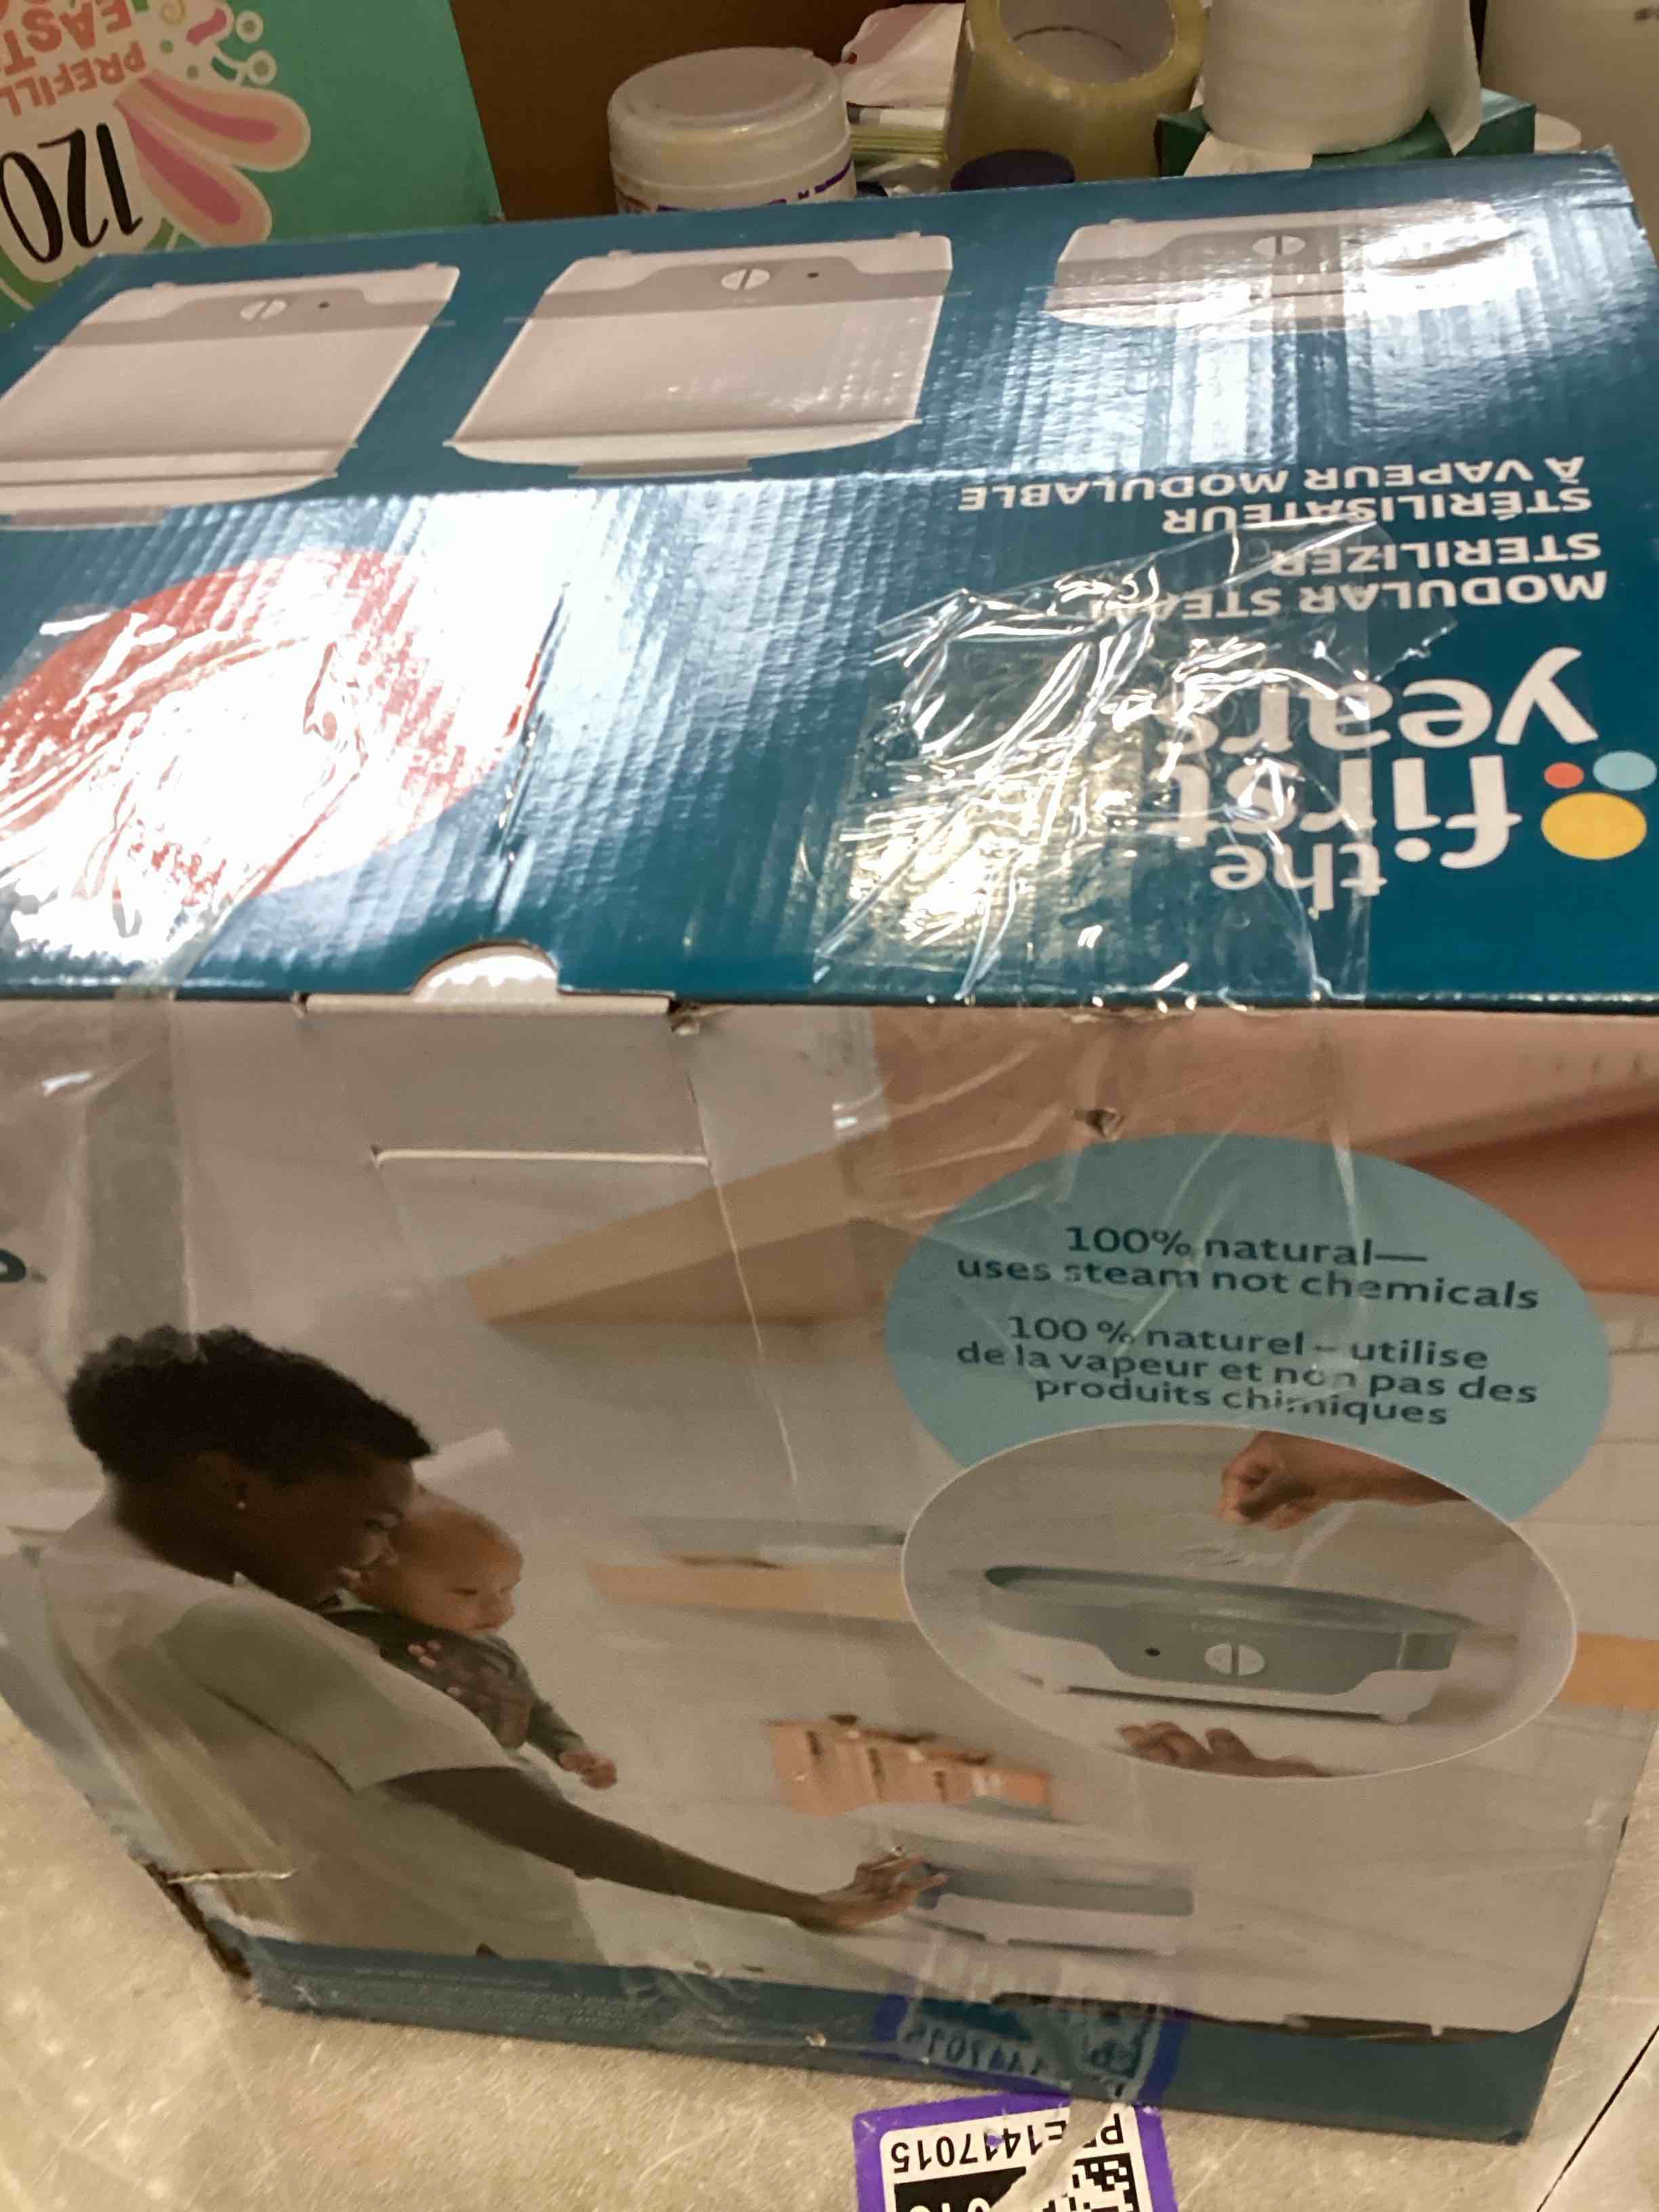 PREFILL
EAST
120
the
first
years
MODULAR STEAM
STERILIZER
STÉRILISATEUR
À VAPEUR MODULABLE
100% natural—
uses steam not chemicals
100 % naturel – utilise
de la vapeur et non pas des
produits chimiques
1417015